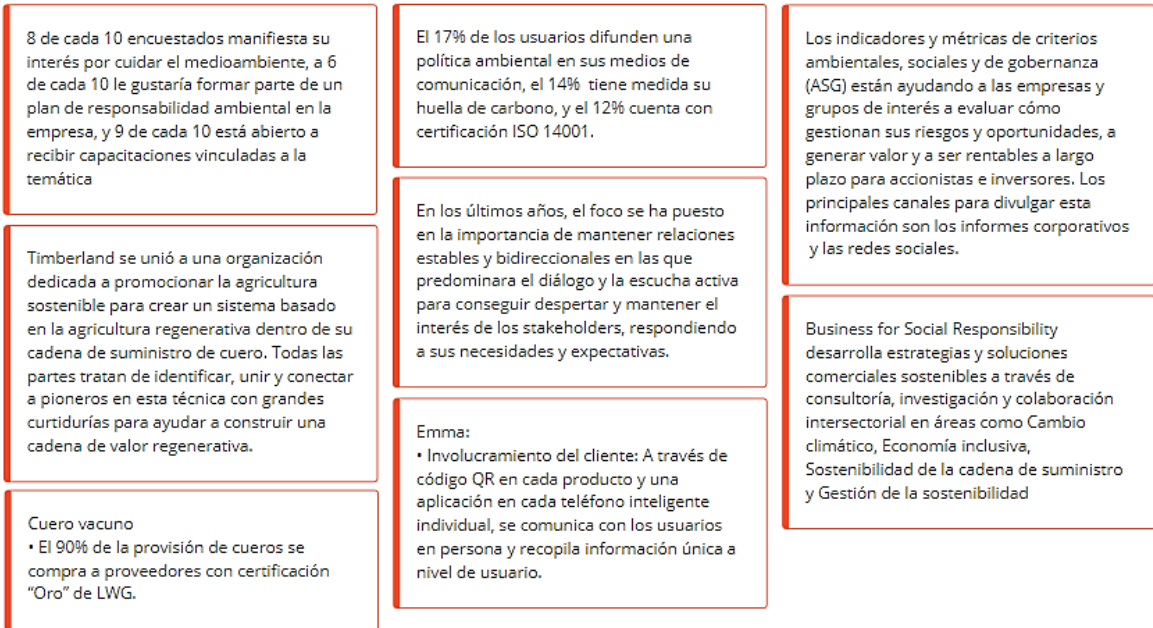 8 de cada 10 encuestados manifiesta su
interés por cuidar el medioambiente, a 6
de cada 10 le gustaría formar parte de un
plan de responsabilidad ambiental en la
empresa, y 9 de cada 10 está abierto a
recibir capacitaciones vinculadas a la
temática
Timberland se unió a una organización
dedicada a promocionar la agricultura
sostenible para crear un sistema basado
en la agricultura regenerativa dentro de su
cadena de suministro de cuero. Todas las
partes tratan de identificar, unir y conectar
a pioneros en esta técnica con grandes
curtidurías para ayudar a construir una
cadena de valor regenerativa.
Cuero vacuno
• El 90% de la provisión de cueros se
compra a proveedores con certificación
“Oro” de LWG.
El 17% de los usuarios difunden una
política ambiental en sus medios de
comunicación, el 14% tiene medida su
huella de carbono, y el 12% cuenta con
certificación ISO 14001.
En los últimos años, el foco se ha puesto
en la importancia de mantener relaciones
estables y bidireccionales en las que
predominara el diálogo y la escucha activa
para conseguir despertar y mantener el
interés de los stakeholders, respondiendo
a sus necesidades y expectativas.
Emma:
• Involucramiento del cliente: A través de
código QR en cada producto y una
aplicación en cada teléfono inteligente
individual, se comunica con los usuarios
en persona y recopila información única a
nivel de usuario.
Los indicadores y métricas de criterios
ambientales, sociales y de gobernanza
(ASG) están ayudando a las empresas y
grupos de interés a evaluar cómo
gestionan sus riesgos y oportunidades, a
generar valor y a ser rentables a largo
plazo para accionistas e inversores. Los
principales canales para divulgar esta
información son los informes corporativos
y las redes sociales.
Business for Social Responsibility
desarrolla estrategias y soluciones
comerciales sostenibles a través de
consultoría, investigación y colaboración
intersectorial en áreas como Cambio
climático, Economía inclusiva,
Sostenibilidad de la cadena de suministro
y Gestión de la sostenibilidad